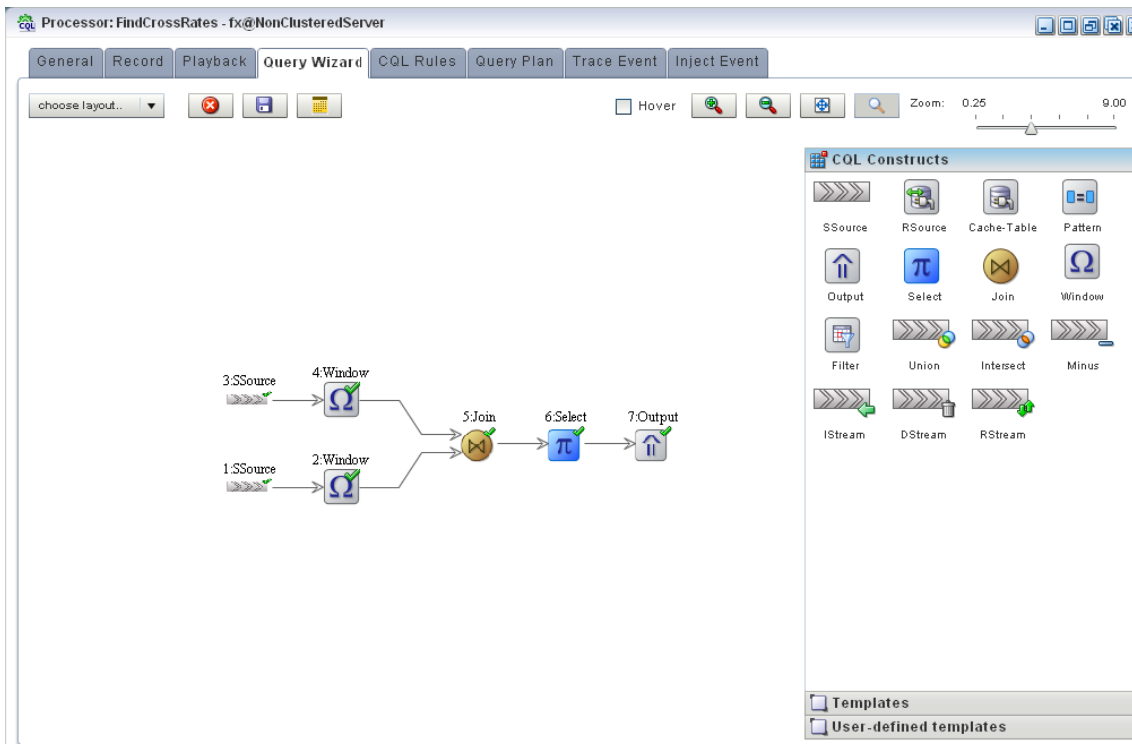 Processor: FindCrossRates - fx@NonClusteredServer
General Record Playback Query Wizard CQL Rules Query Plan Trace Event Inject Event
choose layout.. Hover Zoom: 0.25 9.00
CQL Constructs
SSource RSource Cache-Table Pattern
Output Select Join Window
Filter Union Intersect Minus
IStream DStream RStream
3:SSource 4:Window
5:Join 6:Select 7:Output
1:SSource 2:Window
Templates
User-defined templates